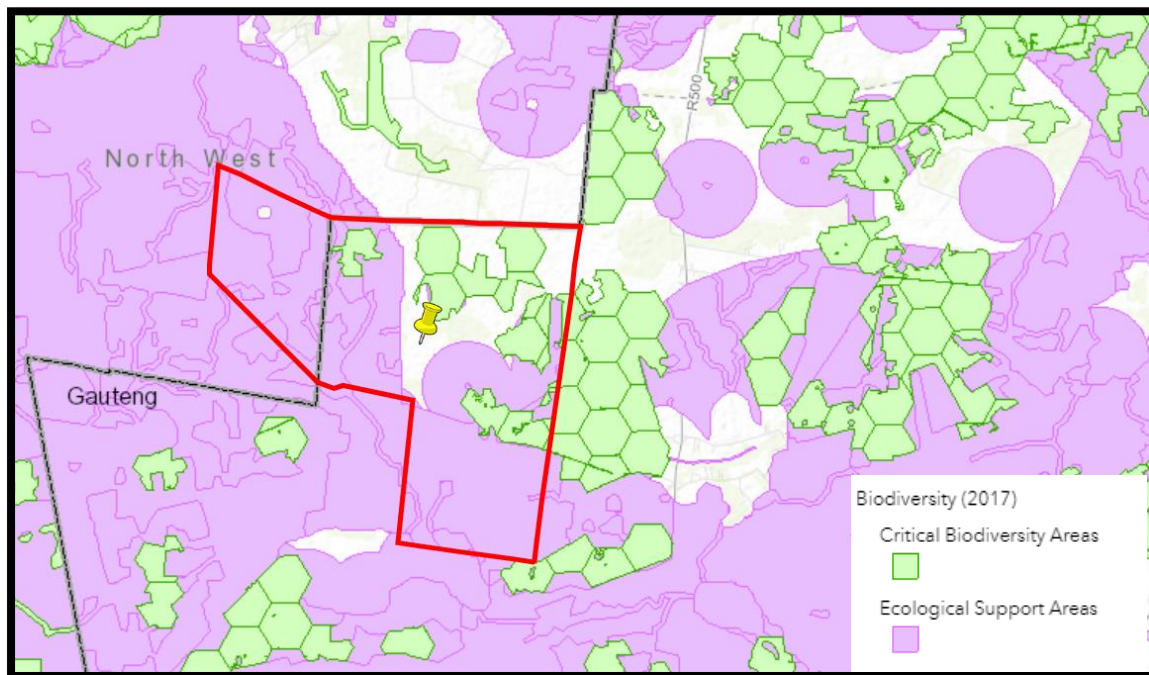 R500
North West
Gauteng
Biodiversity (2017)
Critical Biodiversity Areas
Ecological Support Areas